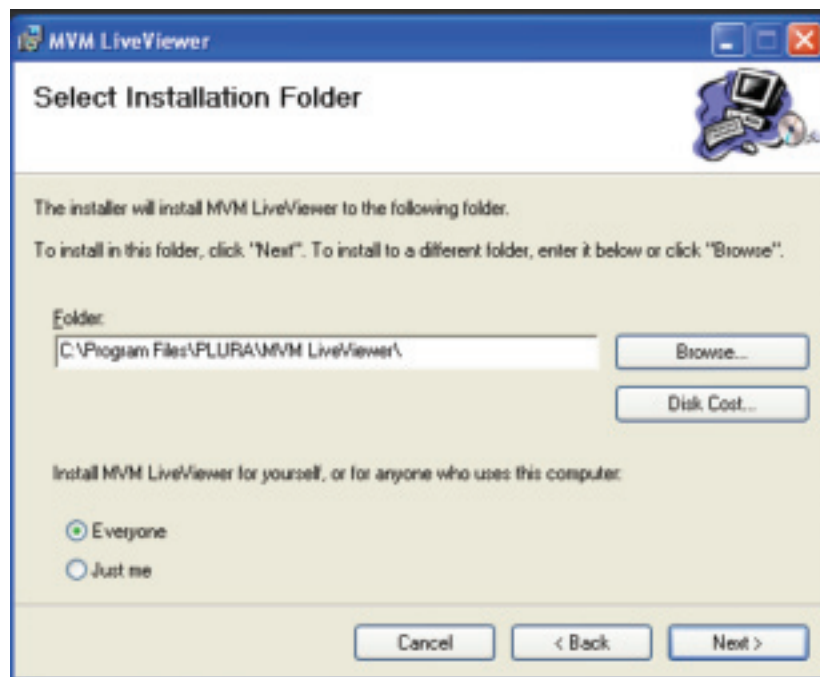 MVM LiveViewer
Select Installation Folder
The installer will install MVM LiveViewer to the following folder.
To install in this folder, click "Next". To install to a different folder, enter it below or click "Browse".
Folder:
C:\Program Files\PLURA\MVM LiveViewer\
Browse...
Disk Cost...
Install MVM LiveViewer for yourself, or for anyone who uses this computer:
Everyone
Just me
Cancel
< Back
Next >